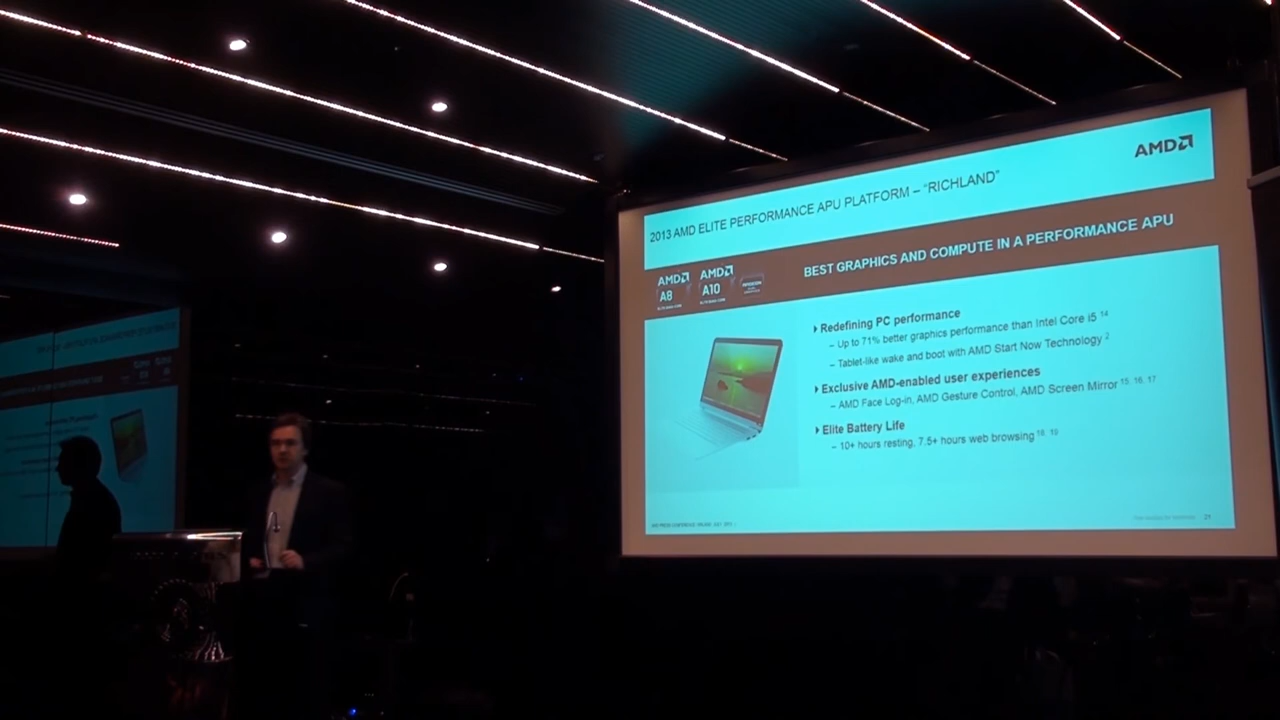 AMD
2013 AMD ELITE PERFORMANCE APU PLATFORM – "RICHLAND"
BEST GRAPHICS AND COMPUTE IN A PERFORMANCE APU
AMD
A8
AMD
A10
RADEON
Redefining PC performance
– Up to 71% better graphics performance than Intel Core i5 14
– Tablet-like wake and boot with AMD Start Now Technology 2
Exclusive AMD-enabled user experiences
– AMD Face Log-in, AMD Gesture Control, AMD Screen Mirror 15, 16, 17
Elite Battery Life
– 10+ hours resting, 7.5+ hours web browsing 18, 19
21